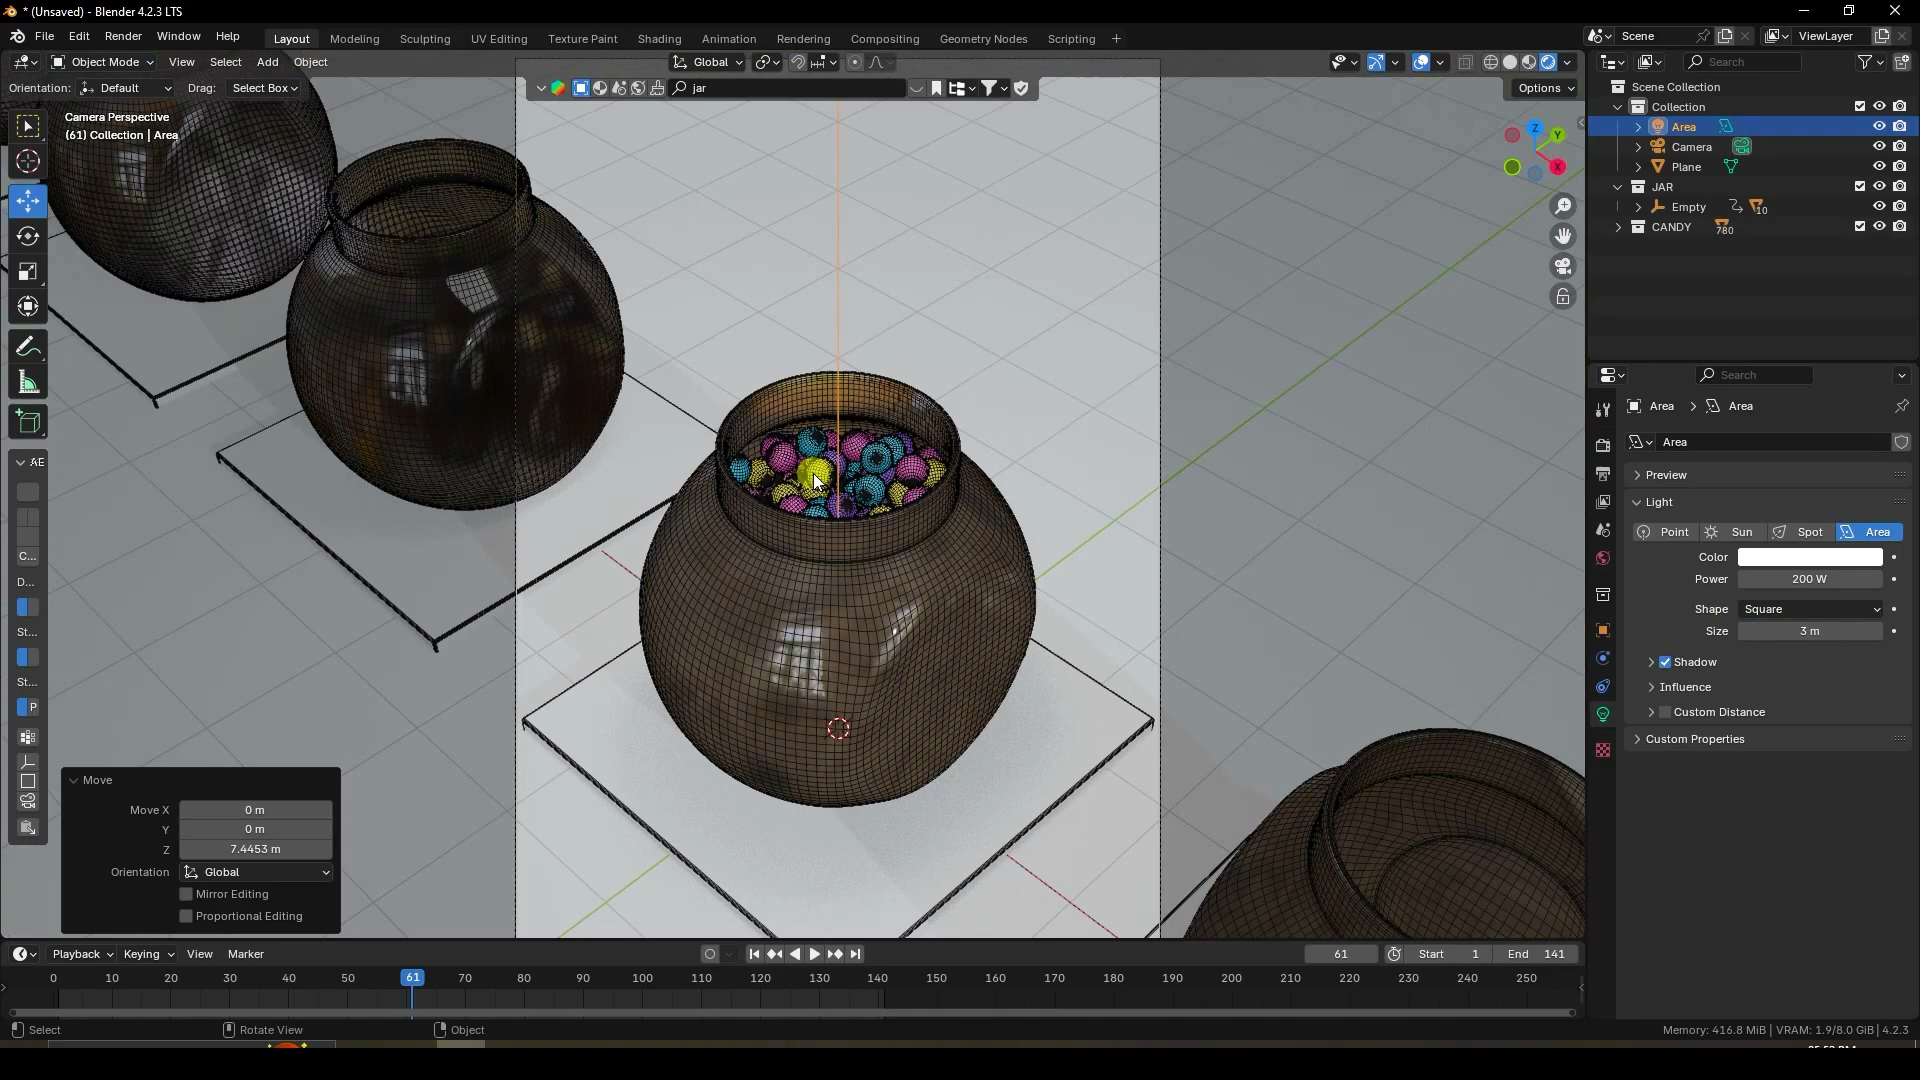 * (Unsaved) - Blender 4.2.3 LTS
File Edit Render Window Help
Layout Modeling Sculpting UV Editing Texture Paint Shading Animation Rendering Compositing Geometry Nodes Scripting +
Scene
ViewLayer
Object Mode View Select Add Object
Global
Search
Orientation: Default Drag: Select Box
jar
Options
Camera Perspective
(61) Collection | Area
Z
Y
X
Scene Collection
Collection
Area
Camera
Plane
JAR
Empty 10
CANDY 780
Search
Area > Area
Area
Preview
Light
Point Sun Spot Area
Color
Power 200 W
Shape Square
Size 3 m
Shadow
Influence
Custom Distance
Custom Properties
AE
C...
D...
St...
St...
P
Move
Move X 0 m
Y 0 m
Z 7.4453 m
Orientation Global
Mirror Editing
Proportional Editing
Playback Keying View Marker
61 Start 1 End 141
0 10 20 30 40 50 61 70 80 90 100 110 120 130 140 150 160 170 180 190 200 210 220 230 240 250
Select Rotate View Object
Memory: 416.8 MiB | VRAM: 1.9/8.0 GiB | 4.2.3